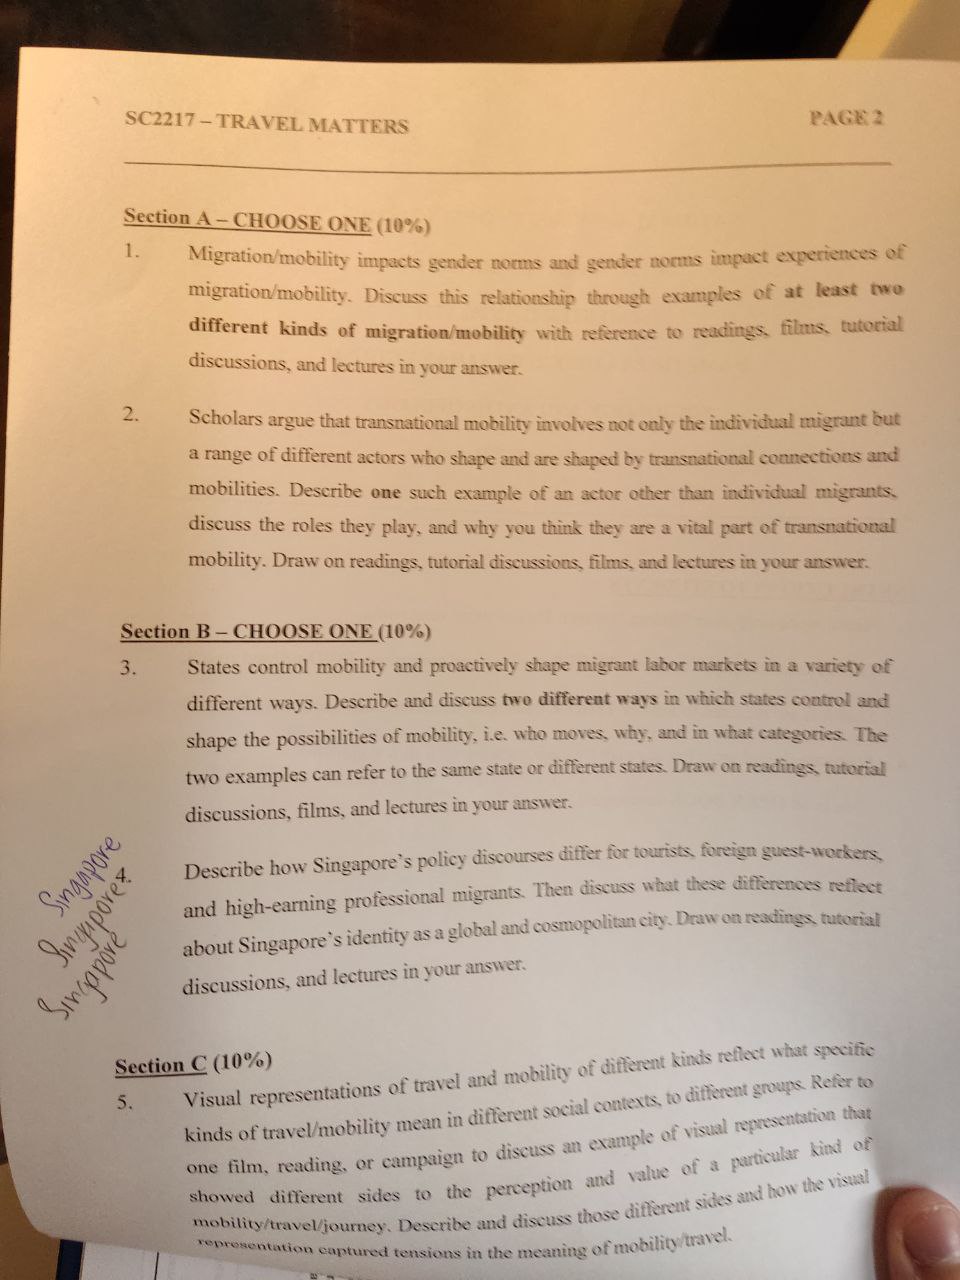 SC2217 – TRAVEL MATTERS PAGE 2
Section A – CHOOSE ONE (10%)
1. Migration/mobility impacts gender norms and gender norms impact experiences of
migration/mobility. Discuss this relationship through examples of at least two
different kinds of migration/mobility with reference to readings, films, tutorial
discussions, and lectures in your answer.
2. Scholars argue that transnational mobility involves not only the individual migrant but
a range of different actors who shape and are shaped by transnational connections and
mobilities. Describe one such example of an actor other than individual migrants,
discuss the roles they play, and why you think they are a vital part of transnational
mobility. Draw on readings, tutorial discussions, films, and lectures in your answer.
Section B – CHOOSE ONE (10%)
3. States control mobility and proactively shape migrant labor markets in a variety of
different ways. Describe and discuss two different ways in which states control and
shape the possibilities of mobility, i.e. who moves, why, and in what categories. The
two examples can refer to the same state or different states. Draw on readings, tutorial
discussions, films, and lectures in your answer.
Singapore
Singapore
Singapore
4. Describe how Singapore's policy discourses differ for tourists, foreign guest-workers,
and high-earning professional migrants. Then discuss what these differences reflect
about Singapore's identity as a global and cosmopolitan city. Draw on readings, tutorial
discussions, and lectures in your answer.
Section C (10%)
5. Visual representations of travel and mobility of different kinds reflect what specific
kinds of travel/mobility mean in different social contexts, to different groups. Refer to
one film, reading, or campaign to discuss an example of visual representation that
showed different sides to the perception and value of a particular kind of
mobility/travel/journey. Describe and discuss those different sides and how the visual
representation captured tensions in the meaning of mobility/travel.